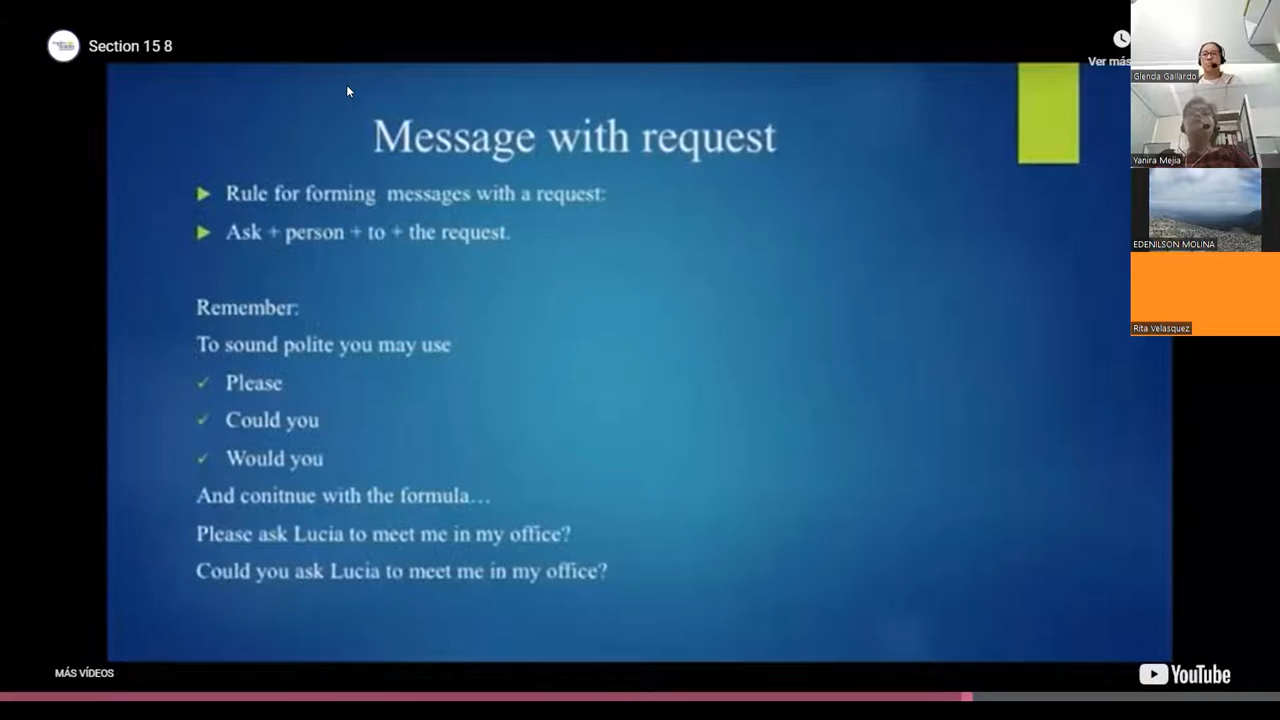 Section 15 8
Ver más
Message with request
Rule for forming messages with a request:
Ask + person + to + the request.
Remember:
To sound polite you may use
Please
Could you
Would you
And conitnue with the formula…
Please ask Lucia to meet me in my office?
Could you ask Lucia to meet me in my office?
MÁS VÍDEOS
YouTube
Glenda Gallardo
Yanira Mejia
EDENILSON MOLINA
Rita Velasquez